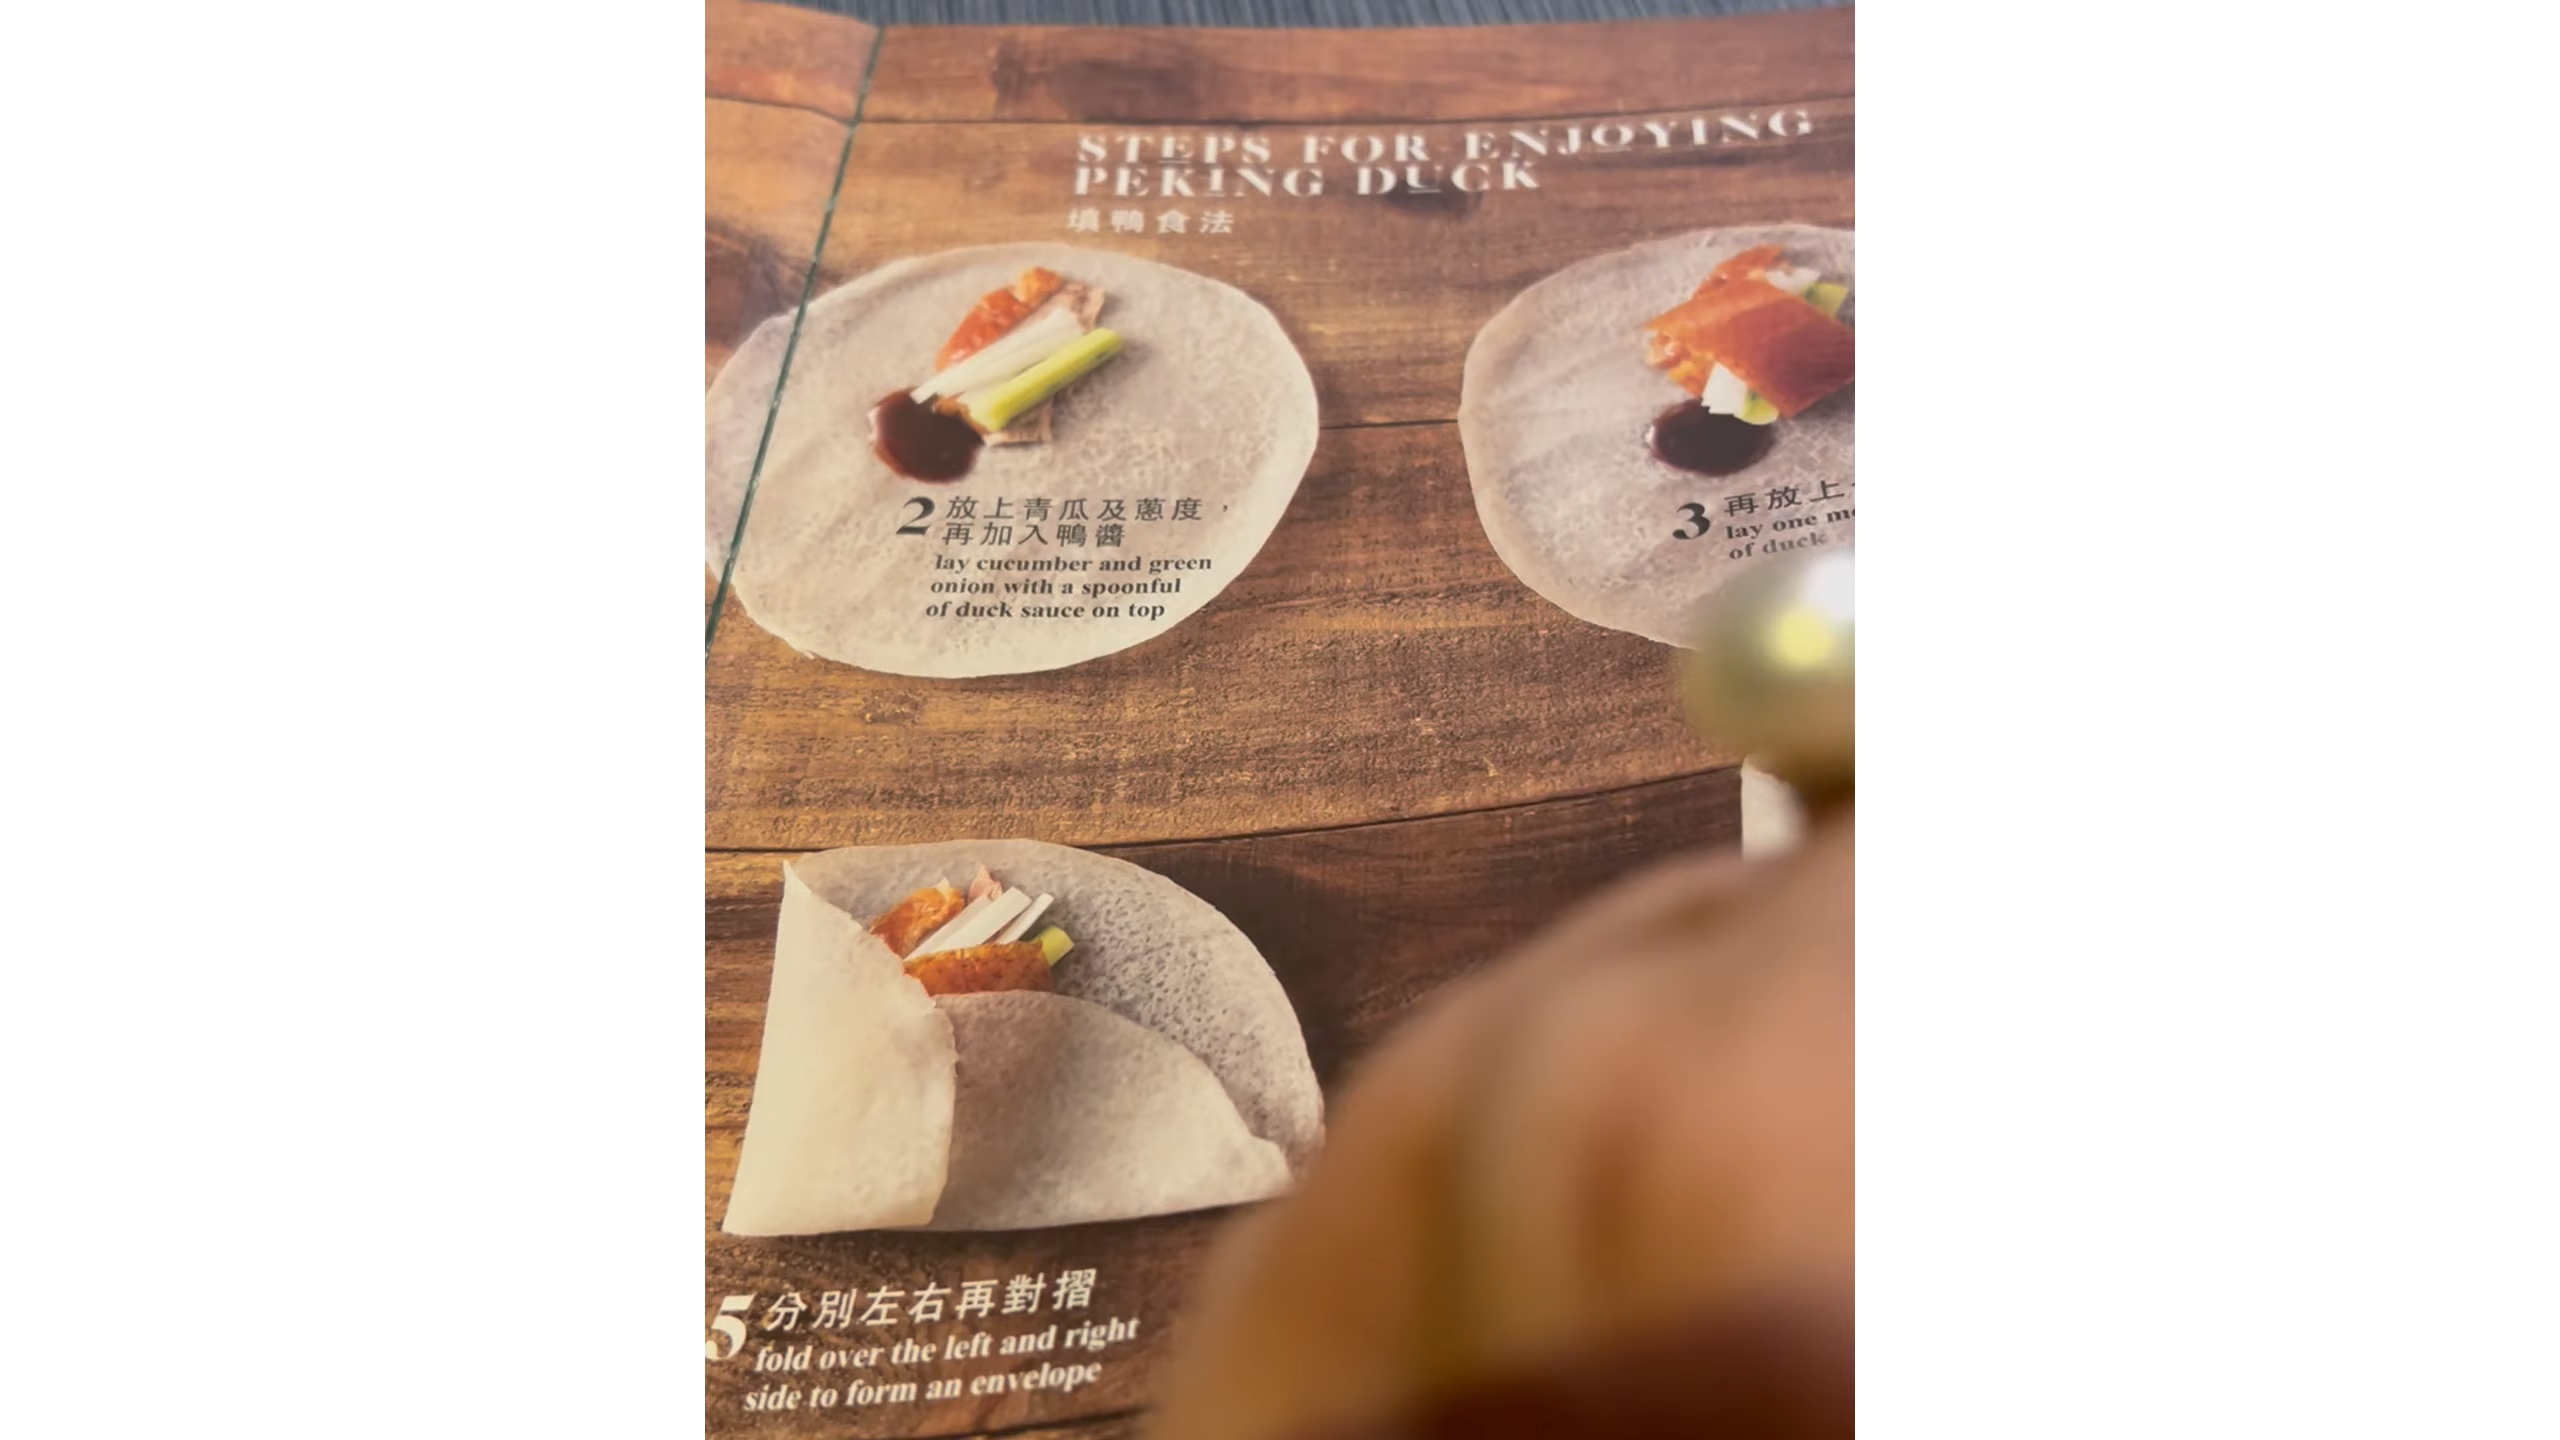 STEPS FOR ENJOYING
PEKING DUCK
填鴨食法
2 放上青瓜及蔥度，
再加入鴨醬
lay cucumber and green
onion with a spoonful
of duck sauce on top
3 再放上
lay one
of duck
5 分別左右再對摺
fold over the left and right
side to form an envelope